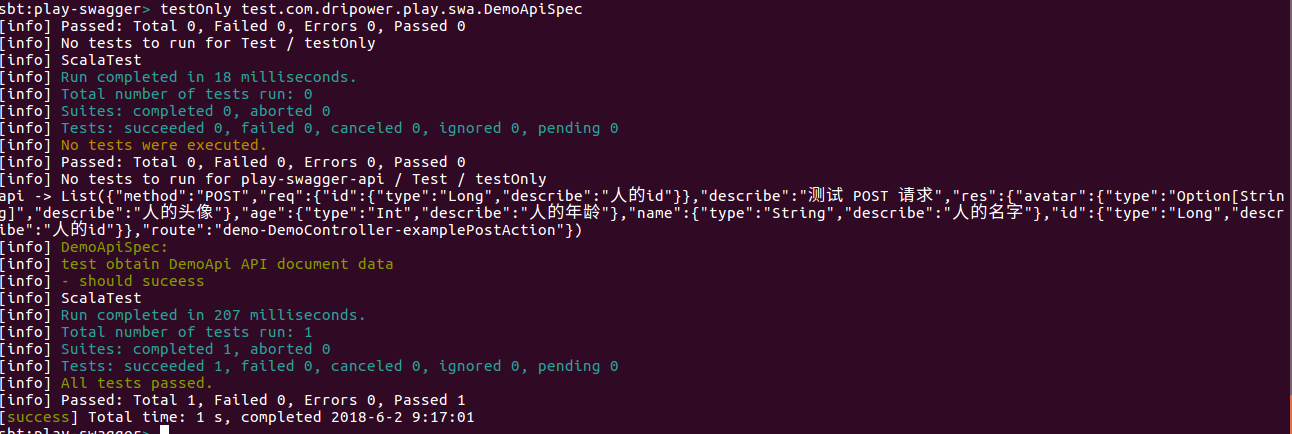 sbt:play-swagger> testOnly test.com.dripower.play.swa.DemoApiSpec
[info] Passed: Total 0, Failed 0, Errors 0, Passed 0
[info] No tests to run for Test / testOnly
[info] ScalaTest
[info] Run completed in 18 milliseconds.
[info] Total number of tests run: 0
[info] Suites: completed 0, aborted 0
[info] Tests: succeeded 0, failed 0, canceled 0, ignored 0, pending 0
[info] No tests were executed.
[info] Passed: Total 0, Failed 0, Errors 0, Passed 0
[info] No tests to run for play-swagger-api / Test / testOnly
api -> List({"method":"POST","req":{"id":{"type":"Long","describe":"人的id"}},"describe":"测试 POST 请求","res":{"avatar":{"type":"Option[Strin
g]","describe":"人的头像"},"age":{"type":"Int","describe":"人的年龄"},"name":{"type":"String","describe":"人的名字"},"id":{"type":"Long","descr
ibe":"人的id"}},"route":"demo-DemoController-examplePostAction"})
[info] DemoApiSpec:
[info] test obtain DemoApi API document data
[info] - should suceess
[info] ScalaTest
[info] Run completed in 207 milliseconds.
[info] Total number of tests run: 1
[info] Suites: completed 1, aborted 0
[info] Tests: succeeded 1, failed 0, canceled 0, ignored 0, pending 0
[info] All tests passed.
[info] Passed: Total 1, Failed 0, Errors 0, Passed 1
[success] Total time: 1 s, completed 2018-6-2 9:17:01
sbt:play-swagger>